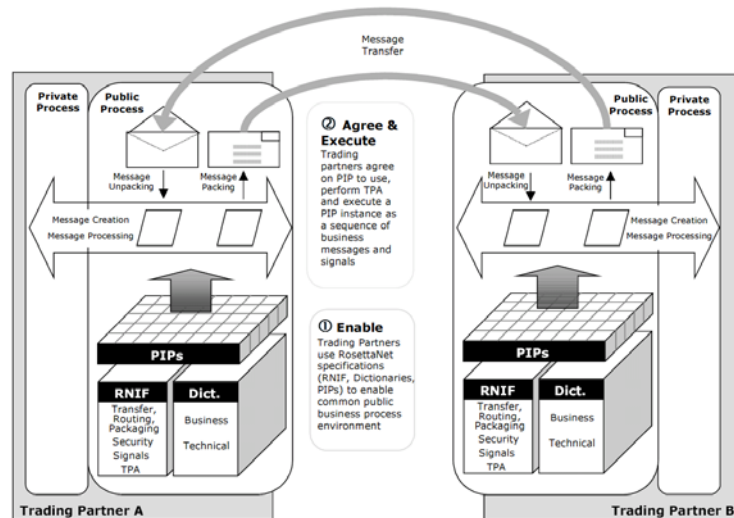 Message
Transfer
Private
Process
Public
Process
Message
Unpacking
Message
Packing
Message Creation
Message Processing
PIPs
RNIF
Transfer,
Routing,
Packaging
Security
Signals
TPA
Dict.
Business
Technical
Trading Partner A
② Agree &
Execute
Trading
partners agree
on PIP to use,
perform TPA
and execute a
PIP instance as
a sequence of
business
messages and
signals
① Enable
Trading Partners
use RosettaNet
specifications
(RNIF, Dictionaries,
PIPs) to enable
common public
business process
environment
Public
Process
Private
Process
Message
Unpacking
Message
Packing
Message Creation
Message Processing
PIPs
RNIF
Transfer,
Routing,
Packaging
Security
Signals
TPA
Dict.
Business
Technical
Trading Partner B